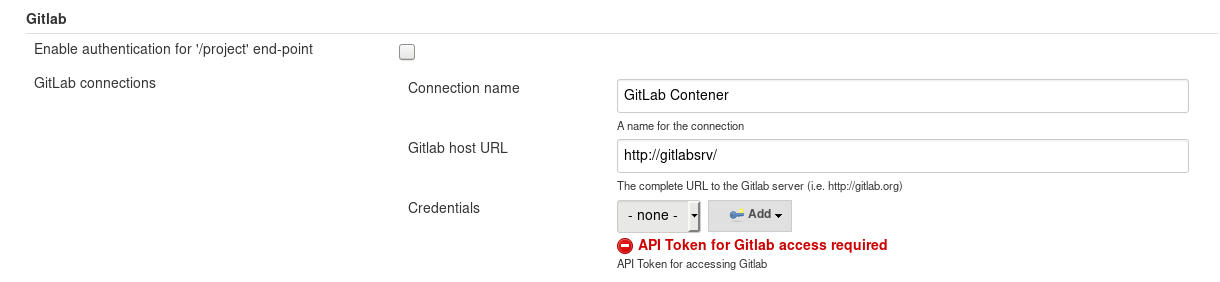 Gitlab
Enable authentication for '/project' end-point
GitLab connections
Connection name
GitLab Contener
A name for the connection
Gitlab host URL
http://gitlabsrv/
The complete URL to the Gitlab server (i.e. http://gitlab.org)
Credentials
- none -
Add
API Token for Gitlab access required
API Token for accessing Gitlab